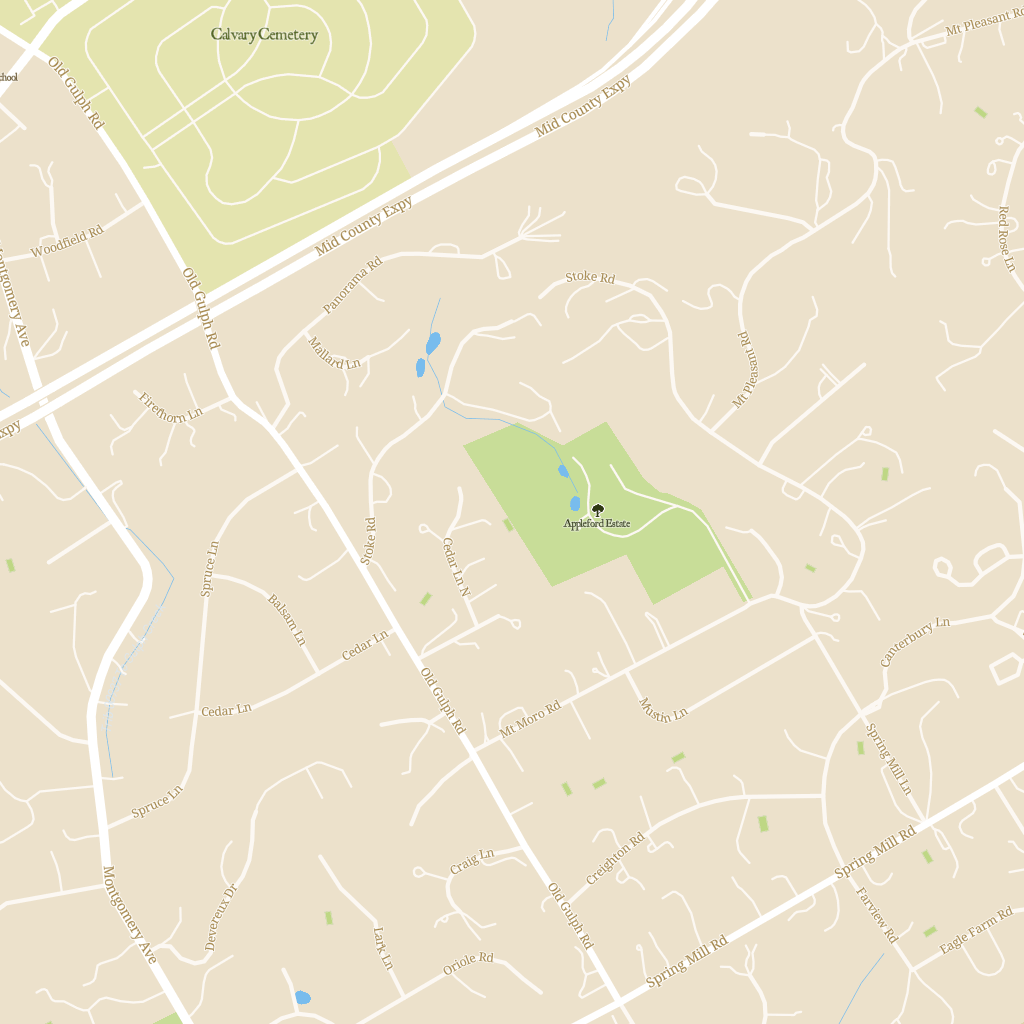 Mt Pleasant Rd
Calvary Cemetery
chool
Old Gulph Rd
Mid County Expy
Mid County Expy
Woodfield Rd
Red Rose Ln
Montgomery Ave
Old Gulph Rd
Panorama Rd
Stoke Rd
Mallard Ln
Mt Pleasant Rd
Firethorn Ln
Expy
Appleford Estate
Stoke Rd
Cedar Ln N
Spruce Ln
Balsam Ln
Cedar Ln
Canterbury Ln
Cedar Ln
Old Gulph Rd
Mt Moro Rd
Mustin Ln
Spring Mill Ln
Spruce Ln
Spring Mill Rd
Craig Ln
Creighton Rd
Montgomery Ave
Devereux Dr
Old Gulph Rd
Farview Rd
Eagle Farm Rd
Lark Ln
Oriole Rd
Spring Mill Rd